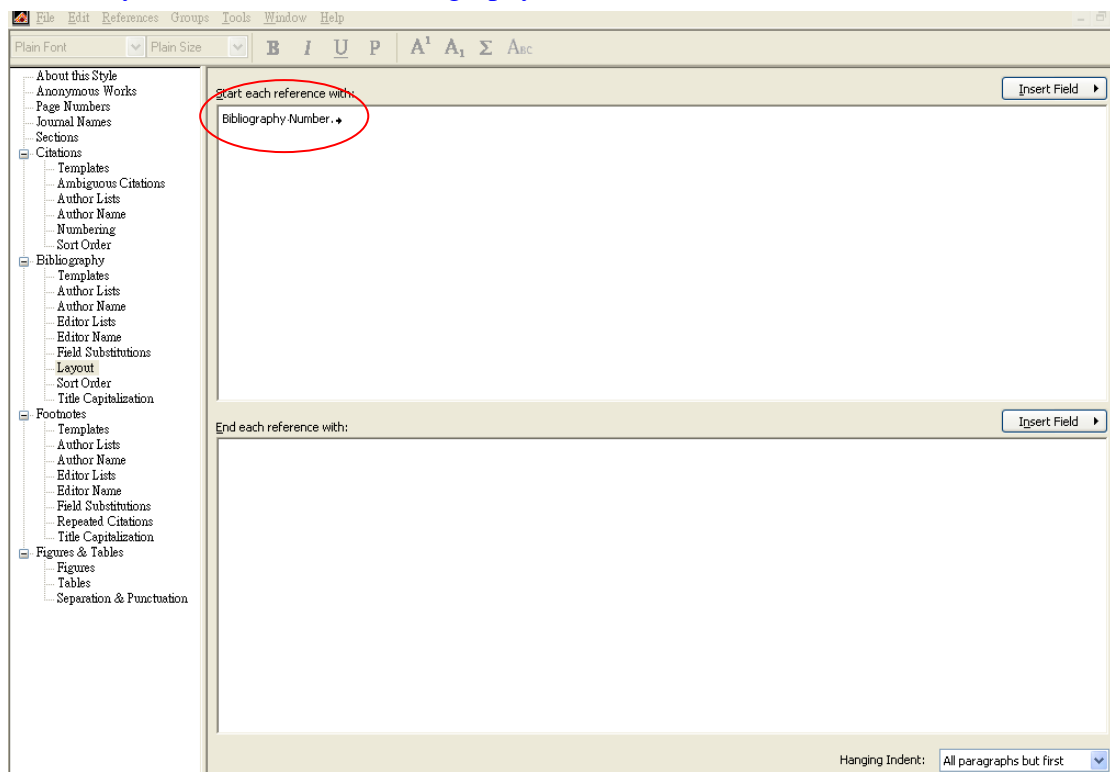 File Edit References Groups Tools Window Help
Plain Font Plain Size B I U P A1 A1 Σ ABC
About this Style
Anonymous Works
Page Numbers
Journal Names
Sections
Citations
Templates
Ambiguous Citations
Author Lists
Author Name
Numbering
Sort Order
Bibliography
Templates
Author Lists
Author Name
Editor Lists
Editor Name
Field Substitutions
Layout
Sort Order
Title Capitalization
Footnotes
Templates
Author Lists
Author Name
Editor Lists
Editor Name
Field Substitutions
Repeated Citations
Title Capitalization
Figures & Tables
Figures
Tables
Separation & Punctuation
Start each reference with:
Insert Field
Bibliography·Number.
End each reference with:
Insert Field
Hanging Indent: All paragraphs but first